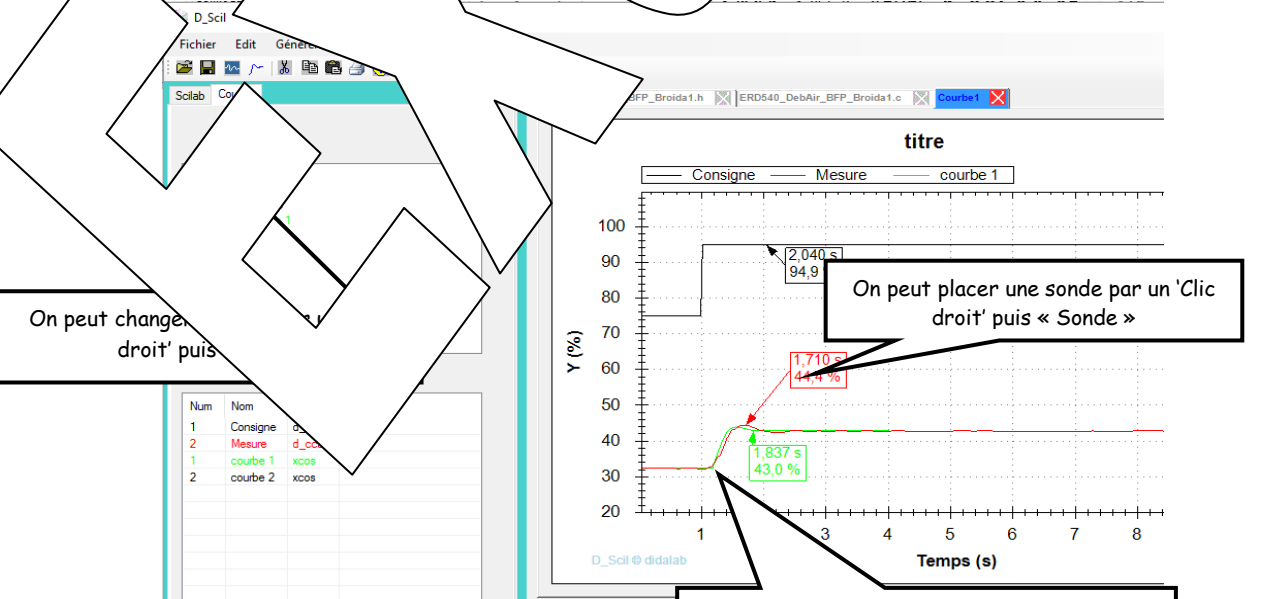 D_Scil
Fichier Edit
Scilab
BFP_Broida1.h ERD540_DebAir_BFP_Broida1.c Courbe1
titre
Consigne Mesure courbe 1
1
100
90
80
70
60
50
40
30
20
Y (%)
2,040 s
94,9
On peut placer une sonde par un ‘Clic
droit’ puis « Sonde »
On peut
droit’ puis
1,710 s
44,4 %
1,837 s
43,0 %
Num Nom
1 Consigne
2 Mesure
1 courbe 1 xcos
2 courbe 2 xcos
1 3 4 5 6 7 8
Temps (s)
D_Scil © didalab